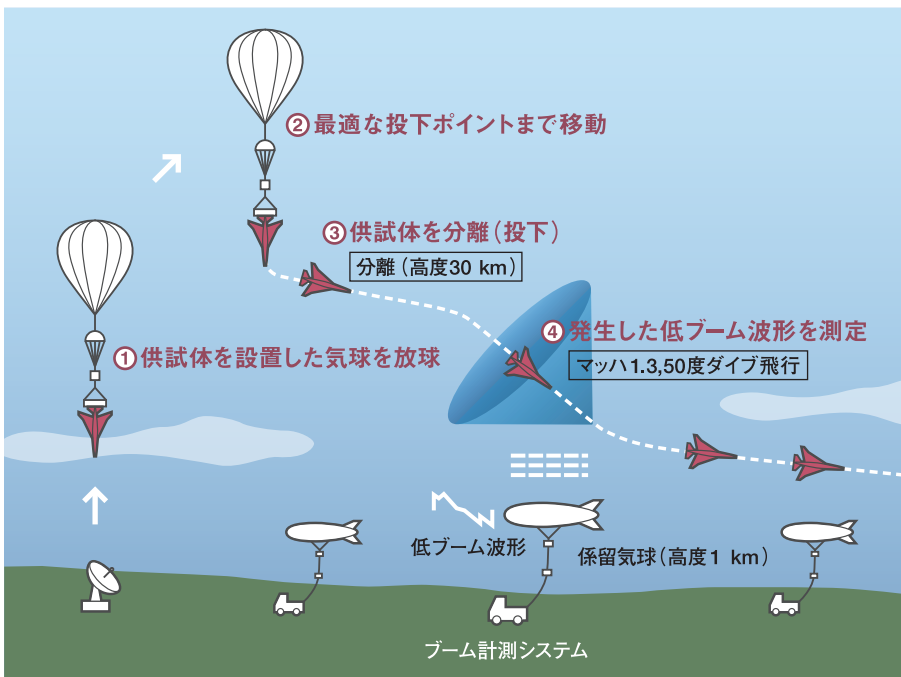 ②最適な投下ポイントまで移動
③供試体を分離（投下）
分離（高度30 km）
④発生した低ブーム波形を測定
マッハ1.3,50度ダイブ飛行
①供試体を設置した気球を放球
低ブーム波形
係留気球（高度1 km）
ブーム計測システム